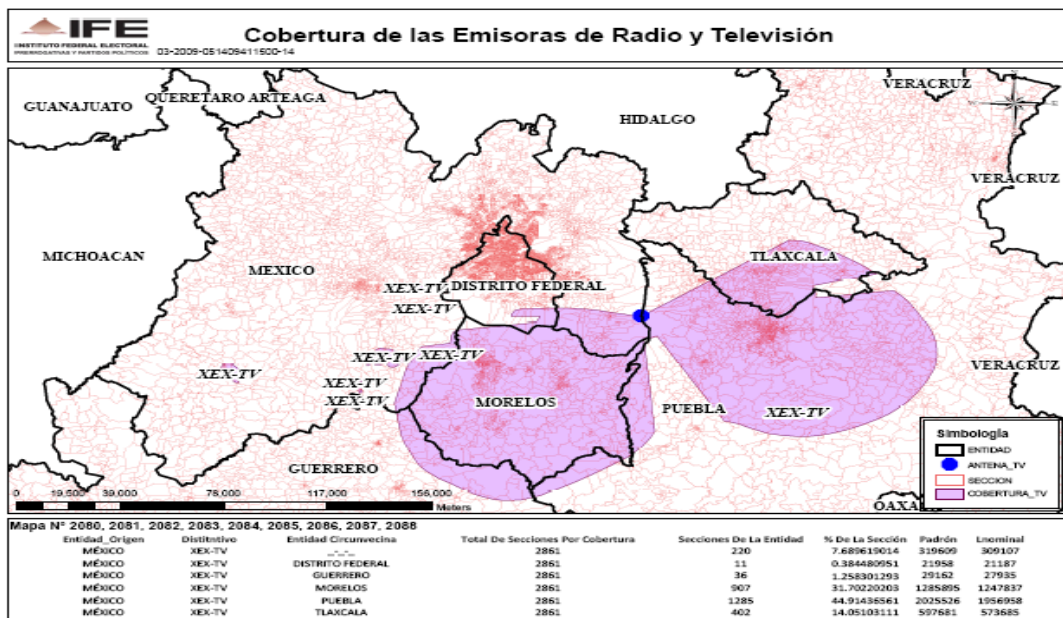 IFE
INSTITUTO FEDERAL ELECTORAL
PRERROGATIVAS Y PARTIDOS POLÍTICOS
03-2009-051409411500-14
Cobertura de las Emisoras de Radio y Televisión
VERACRUZ
GUANAJUATO
QUERETARO ARTEAGA
HIDALGO
VERACRUZ
MICHOACAN
MEXICO
TLAXCALA
XEX-TV
DISTRITO FEDERAL
XEX-TV
XEX-TV
XEX-TV
VERACRUZ
XEX-TV
XEX-TV
MORELOS
PUEBLA
XEX-TV
GUERRERO
OAXA
Simbología
ENTIDAD
ANTENA_TV
SECCION
COBERTURA_TV
0 19,500 39,000 78,000 117,000 156,000
Meters
Mapa N° 2080, 2081, 2082, 2083, 2084, 2085, 2086, 2087, 2088
Entidad_Origen Distitntivo Entidad Circunvecina Total De Secciones Por Cobertura Secciones De La Entidad % De La Sección Padrón Lnominal
MÉXICO XEX-TV _-_-_ 2861 220 7.689619014 319609 309107
MÉXICO XEX-TV DISTRITO FEDERAL 2861 11 0.384480951 21958 21187
MÉXICO XEX-TV GUERRERO 2861 36 1.258301293 29162 27935
MÉXICO XEX-TV MORELOS 2861 907 31.70220203 1285895 1247837
MÉXICO XEX-TV PUEBLA 2861 1285 44.91436561 2025526 1956958
MÉXICO XEX-TV TLAXCALA 2861 402 14.05103111 597681 573685